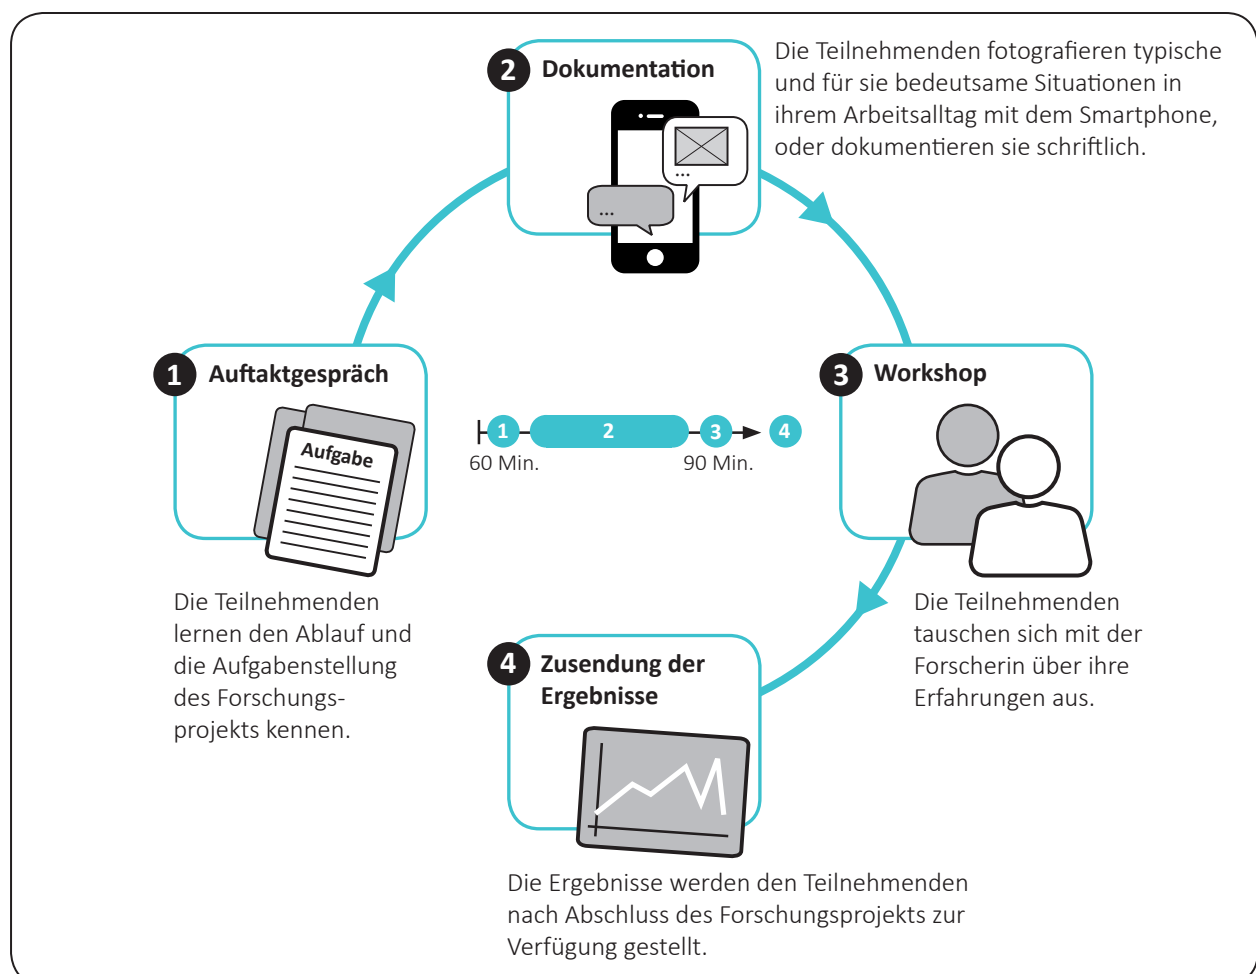 1 Auftaktgespräch
Aufgabe
Die Teilnehmenden
lernen den Ablauf und
die Aufgabenstellung
des Forschungs-
projekts kennen.
2 Dokumentation
...
...
Die Teilnehmenden fotografieren typische
und für sie bedeutsame Situationen in
ihrem Arbeitsalltag mit dem Smartphone,
oder dokumentieren sie schriftlich.
3 Workshop
Die Teilnehmenden
tauschen sich mit der
Forscherin über ihre
Erfahrungen aus.
4 Zusendung der
Ergebnisse
Die Ergebnisse werden den Teilnehmenden
nach Abschluss des Forschungsprojekts zur
Verfügung gestellt.
1 2 3 4
60 Min. 90 Min.